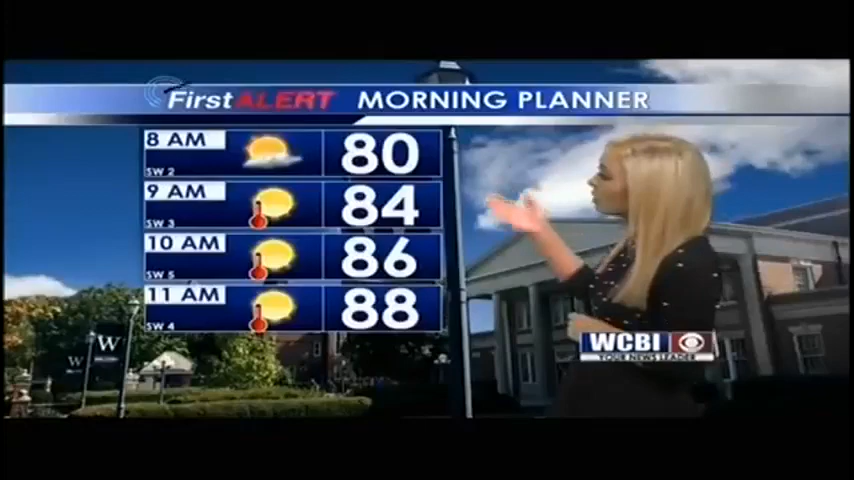 FirstALERT MORNING PLANNER
8 AM
SW 2
80
9 AM
SW 3
84
10 AM
SW 5
86
11 AM
SW 4
88
W
W
WCBI
YOUR NEWS LEADER